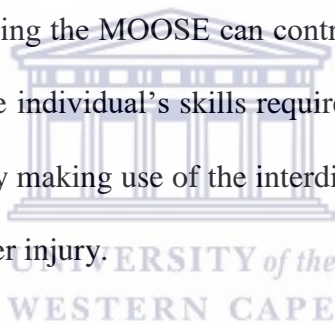 ing the MOOSE can contr
e individual's skills require
y making use of the interdi
er injury.
UNIVERSITY of the
WESTERN CAPE